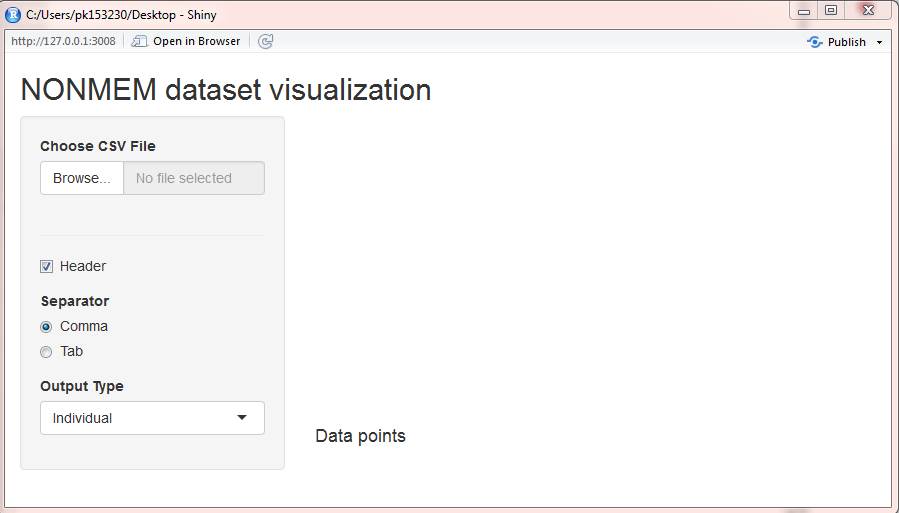 C:/Users/pk153230/Desktop - Shiny
http://127.0.0.1:3008 Open in Browser Publish
NONMEM dataset visualization
Choose CSV File
Browse... No file selected
Header
Separator
Comma
Tab
Output Type
Individual
Data points